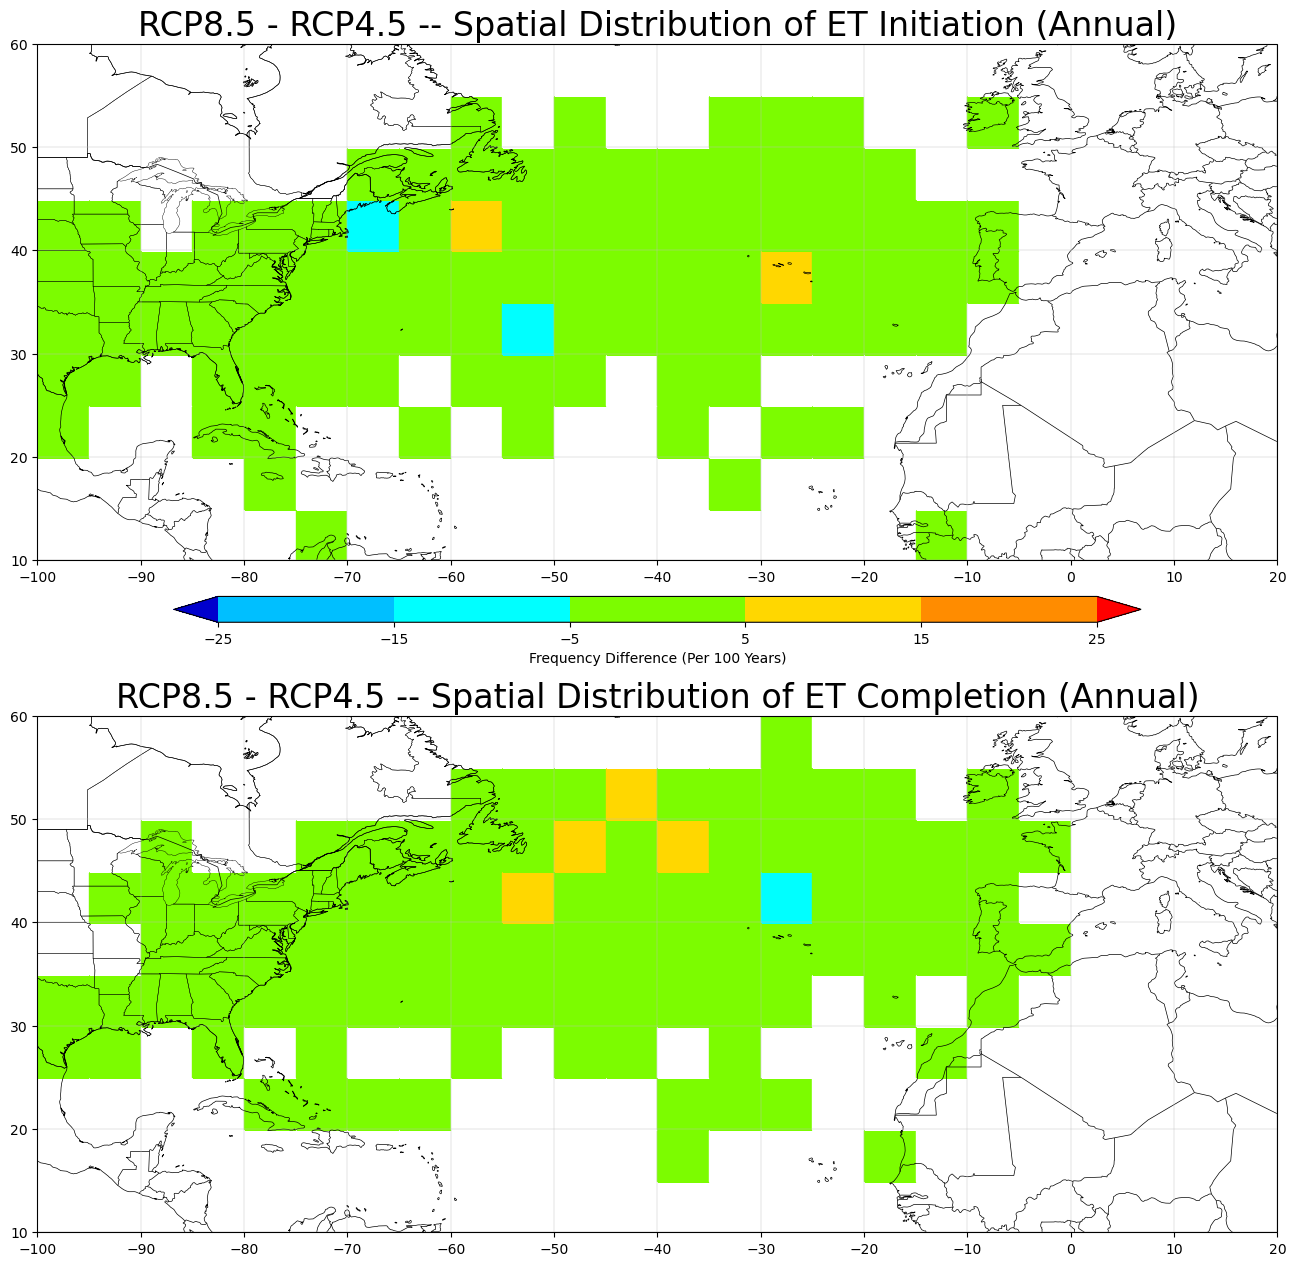 RCP8.5 - RCP4.5 -- Spatial Distribution of ET Initiation (Annual)
60
50
40
30
20
10
−100 −90 −80 −70 −60 −50 −40 −30 −20 −10 0 10 20
−25 −15 −5 5 15 25
Frequency Difference (Per 100 Years)
RCP8.5 - RCP4.5 -- Spatial Distribution of ET Completion (Annual)
60
50
40
30
20
10
−100 −90 −80 −70 −60 −50 −40 −30 −20 −10 0 10 20